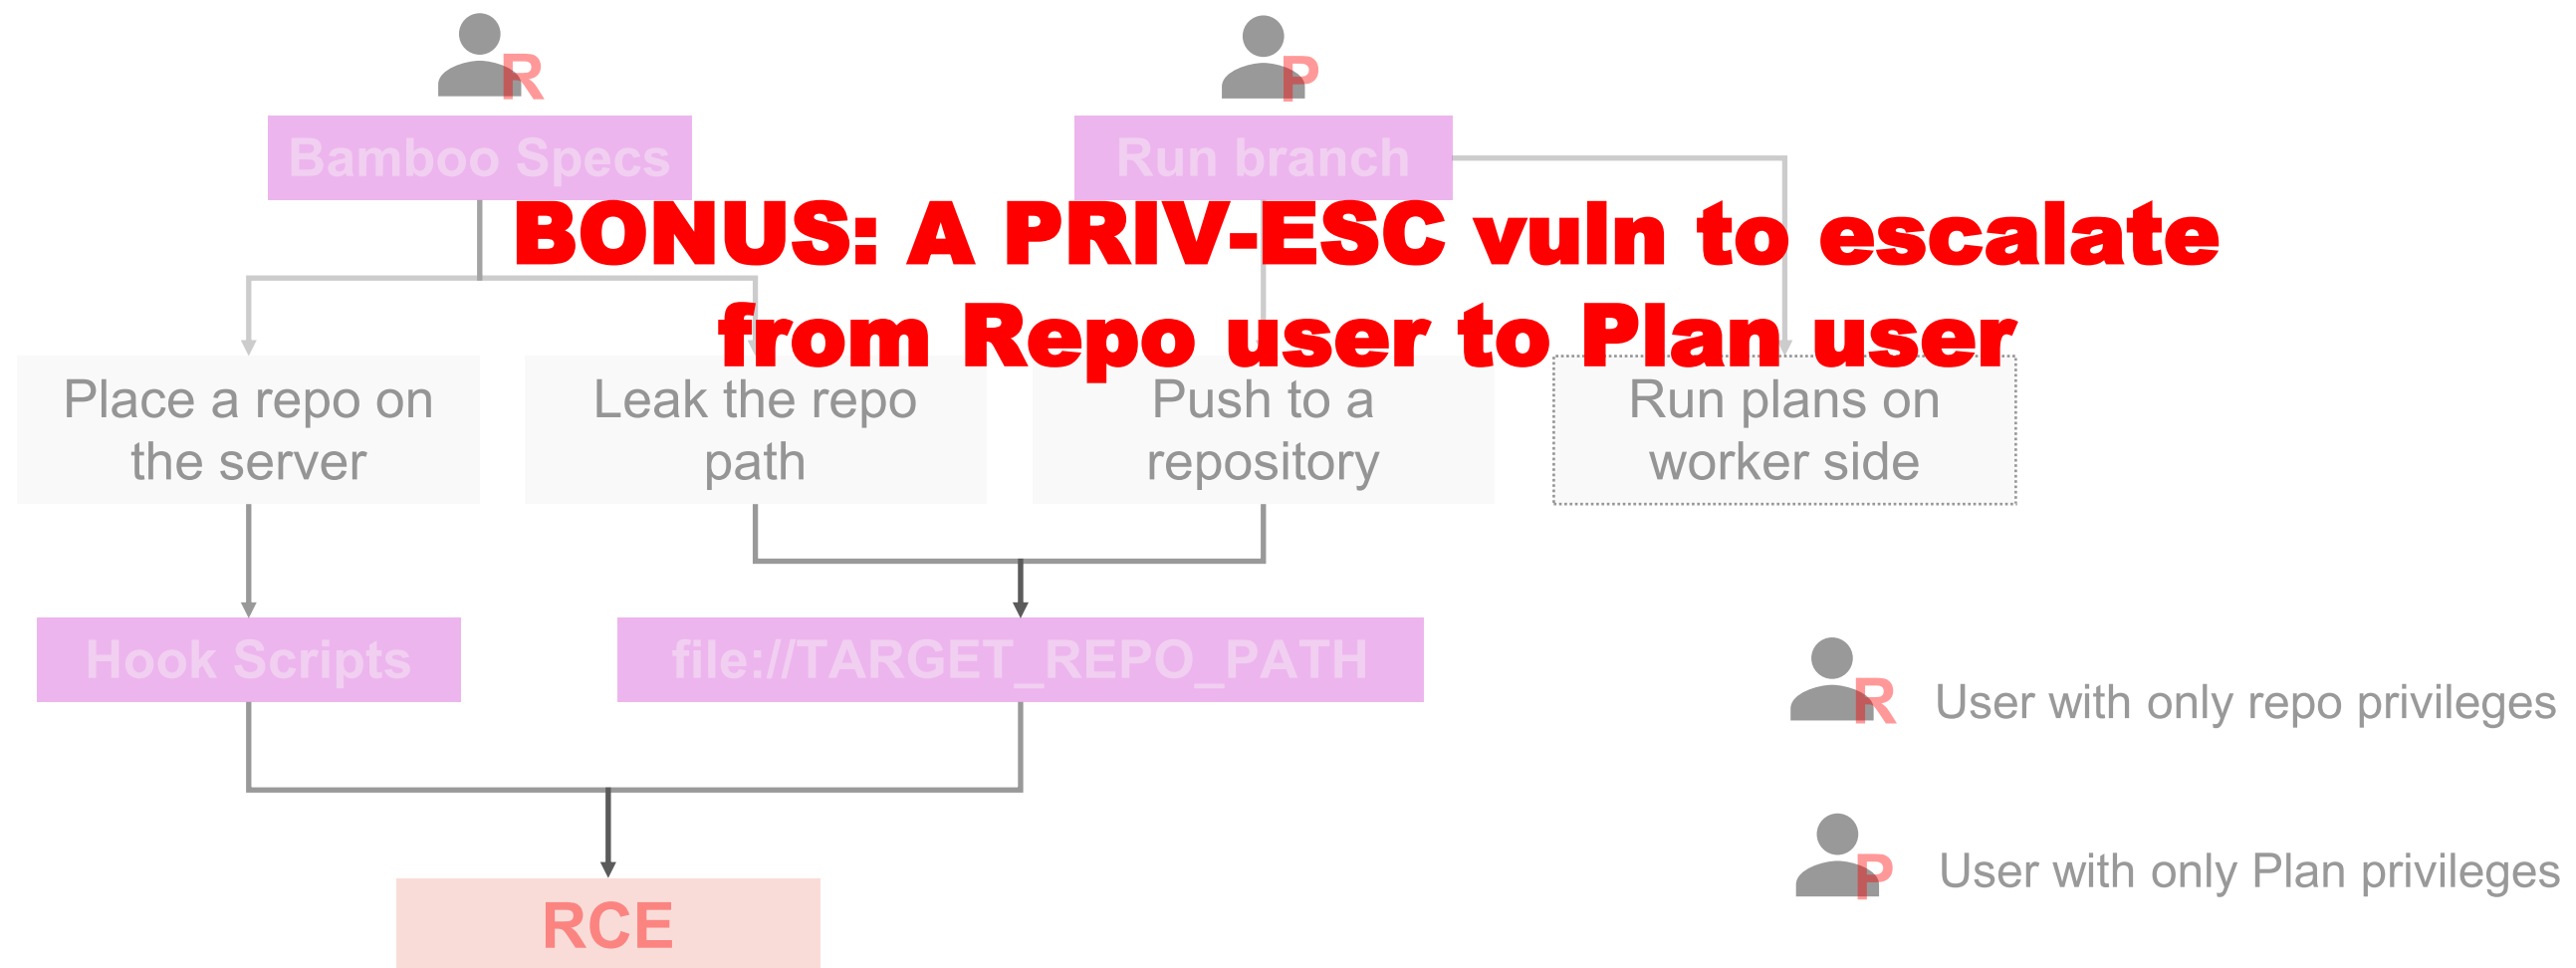 R
P
Bamboo Specs
Run branch
BONUS: A PRIV-ESC vuln to escalate
from Repo user to Plan user
Place a repo on
the server
Leak the repo
path
Push to a
repository
Run plans on
worker side
Hook Scripts
file://TARGET_REPO_PATH
R
User with only repo privileges
P
User with only Plan privileges
RCE